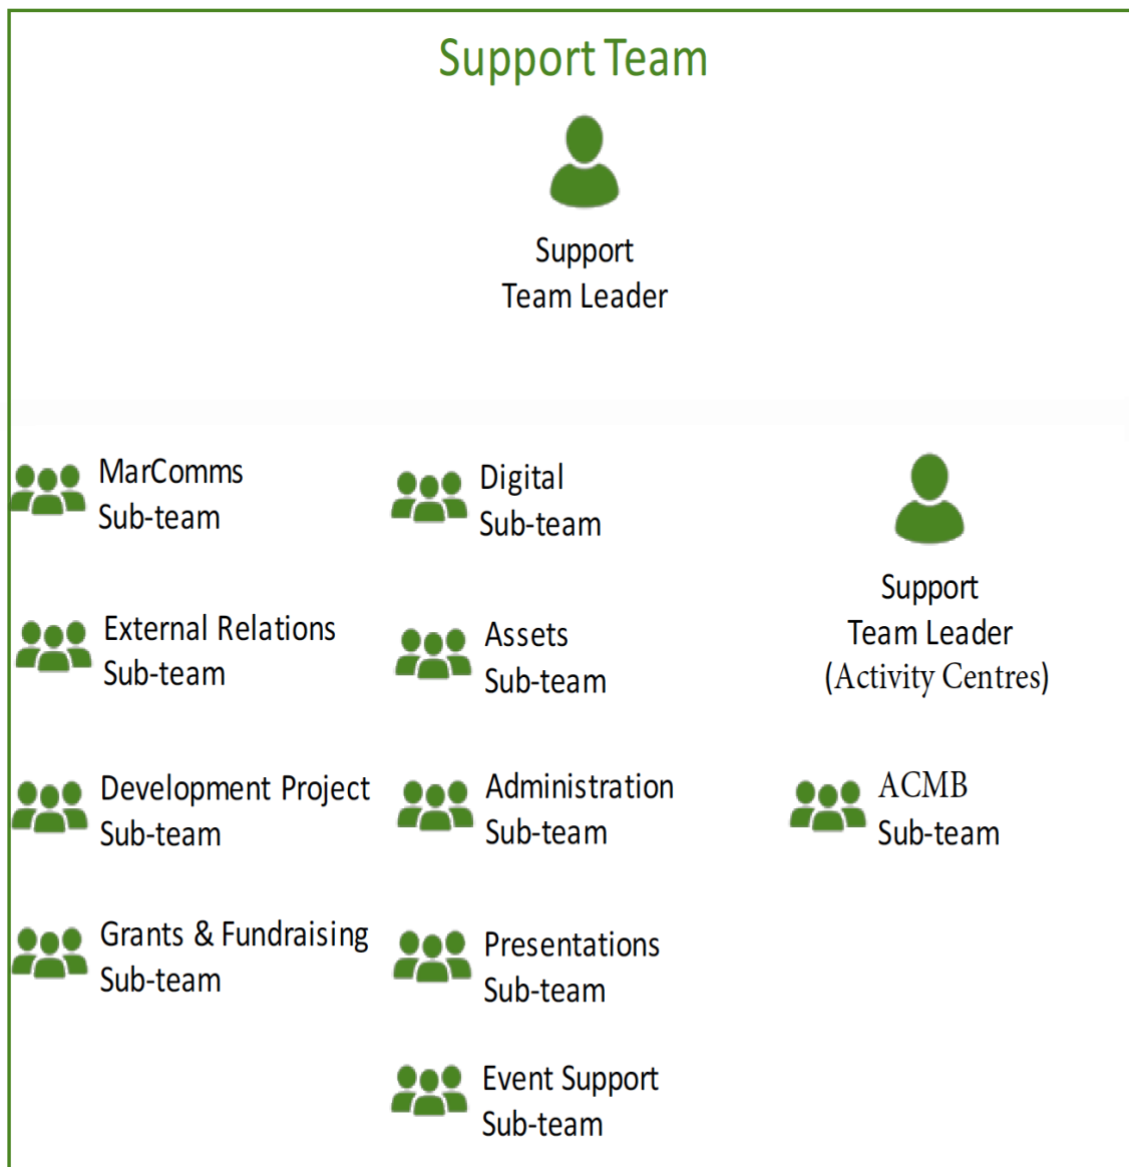 Support Team
Support
Team Leader
MarComms
Sub-team
External Relations
Sub-team
Development Project
Sub-team
Grants & Fundraising
Sub-team
Digital
Sub-team
Assets
Sub-team
Administration
Sub-team
Presentations
Sub-team
Event Support
Sub-team
Support
Team Leader
(Activity Centres)
ACMB
Sub-team